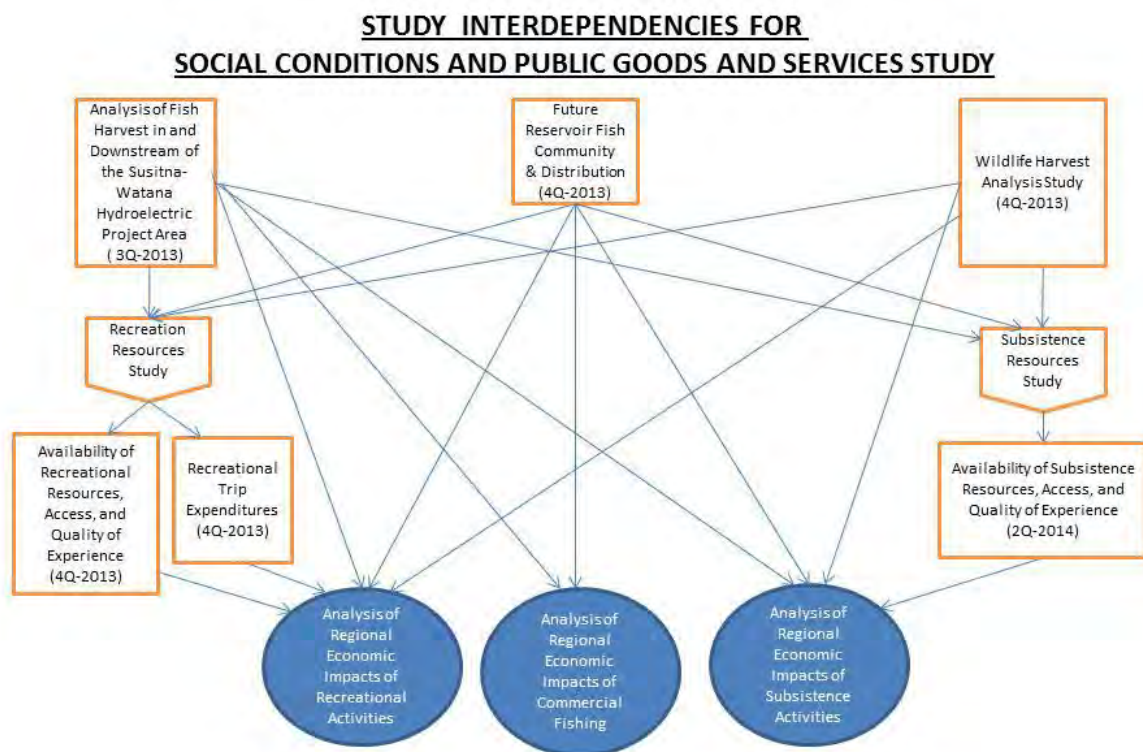 STUDY INTERDEPENDENCIES FOR
SOCIAL CONDITIONS AND PUBLIC GOODS AND SERVICES STUDY
Analysis of Fish
Harvest in and
Downstream of
the Susitna-
Watana
Hydroelectric
Project Area
( 3Q-2013)
Future
Reservoir Fish
Community
& Distribution
(4Q-2013)
Wildlife Harvest
Analysis Study
(4Q-2013)
Recreation
Resources
Study
Subsistence
Resources
Study
Availability of
Recreational
Resources,
Access, and
Quality of
Experience
(4Q-2013)
Recreational
Trip
Expenditures
(4Q-2013)
Availability of Subsistence
Resources, Access, and
Quality of Experience
(2Q-2014)
Analysis of
Regional
Economic
Impacts of
Recreational
Activities
Analysis of
Regional
Economic
Impacts of
Commercial
Fishing
Analysis of
Regional
Economic
Impacts of
Subsistence
Activities